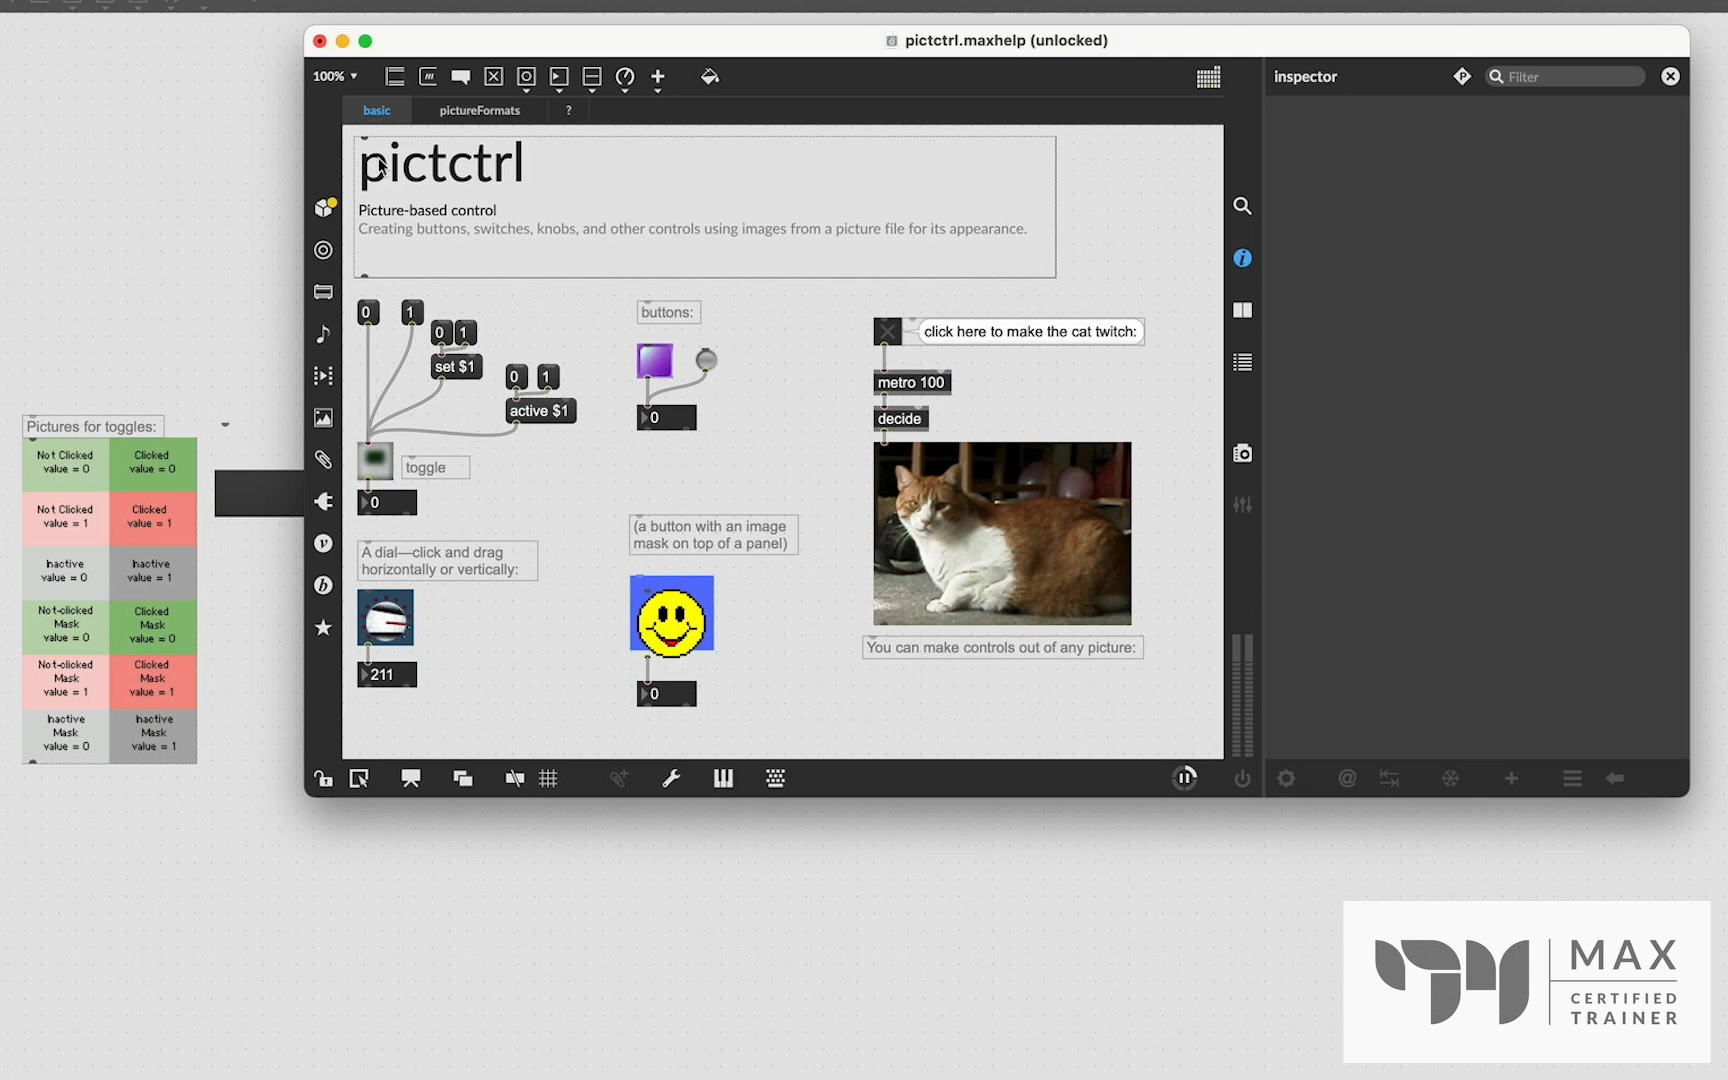 pictctrl.maxhelp (unlocked)
100%
m
inspector
P
Filter
basic
pictureFormats
?
pictctrl
Picture-based control
Creating buttons, switches, knobs, and other controls using images from a picture file for its appearance.
0
1
0
1
set $1
0
1
active $1
toggle
0
A dial—click and drag
horizontally or vertically:
211
buttons:
0
(a button with an image
mask on top of a panel)
0
click here to make the cat twitch:
metro 100
decide
You can make controls out of any picture:
Pictures for toggles:
Not Clicked
value = 0
Clicked
value = 0
Not Clicked
value = 1
Clicked
value = 1
Inactive
value = 0
Inactive
value = 1
Not-clicked
Mask
value = 0
Clicked
Mask
value = 0
Not-clicked
Mask
value = 1
Clicked
Mask
value = 1
Inactive
Mask
value = 0
Inactive
Mask
value = 1
MAX
CERTIFIED
TRAINER